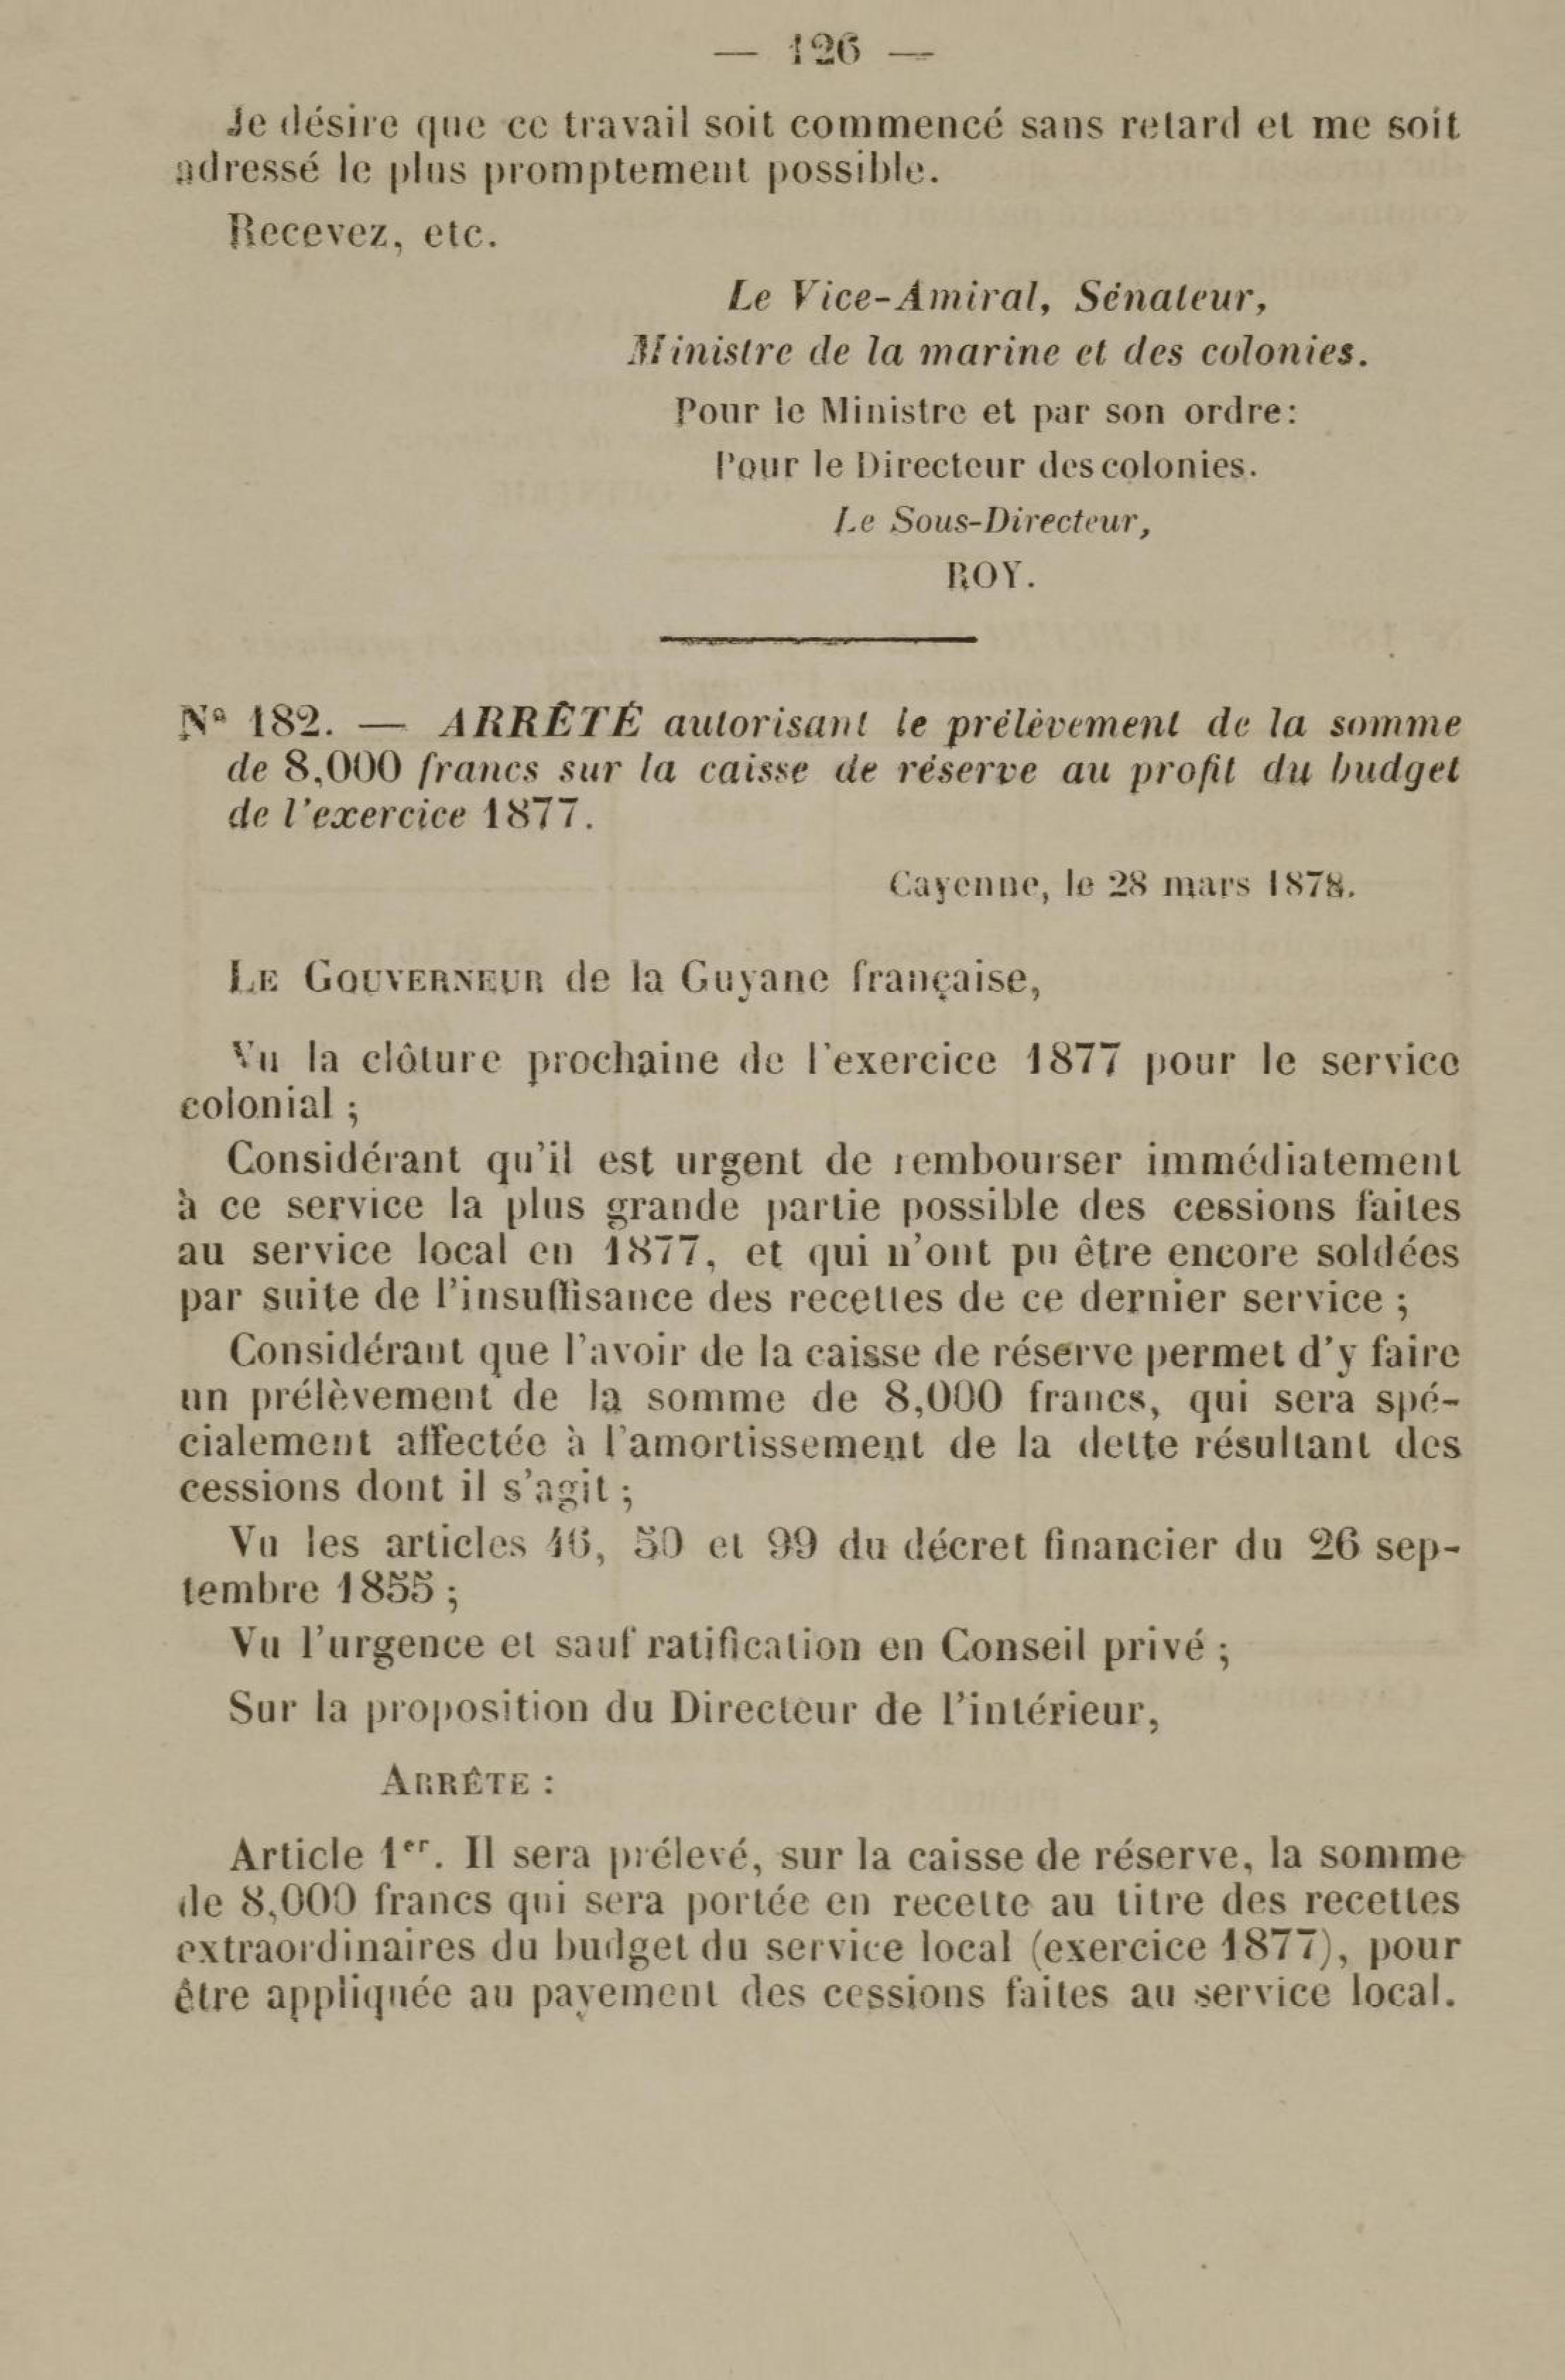 — 126 —
Je désire que ce travail soit commencé sans retard et me soit
adressé le plus promptement possible.
Recevez, etc.
Le Vice-Amiral, Sénateur,
Ministre de la marine et des colonies.
Pour le Ministre et par son ordre:
Pour le Directeur des colonies.
Le Sous-Directeur,
ROY.
N° 182. — ARRÊTÉ autorisant le prélèvement de la somme
de 8,000 francs sur la caisse de réserve au profit du budget
de l'exercice 1877.
Cayenne, le 28 mars 1878.
LE GOUVERNEUR de la Guyane française,
Vu la clôture prochaine de l'exercice 1877 pour le service
colonial ;
Considérant qu'il est urgent de rembourser immédiatement
à ce service la plus grande partie possible des cessions faites
au service local en 1877, et qui n'ont pu être encore soldées
par suite de l'insuffisance des recettes de ce dernier service ;
Considérant que l'avoir de la caisse de réserve permet d'y faire
un prélèvement de la somme de 8,000 francs, qui sera spé-
cialement affectée à l'amortissement de la dette résultant des
cessions dont il s'agit ;
Vu les articles 46, 50 et 99 du décret financier du 26 sep-
tembre 1855 ;
Vu l'urgence et sauf ratification en Conseil privé ;
Sur la proposition du Directeur de l'intérieur,
ARRÊTE :
Article 1er. Il sera prélevé, sur la caisse de réserve, la somme
de 8,000 francs qui sera portée en recette au titre des recettes
extraordinaires du budget du service local (exercice 1877), pour
être appliquée au payement des cessions faites au service local.